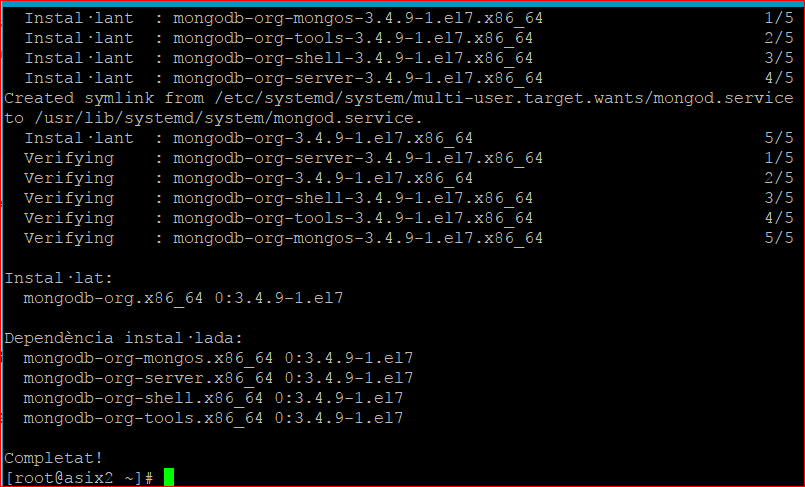 Instal·lant : mongodb-org-mongos-3.4.9-1.el7.x86_64 1/5
Instal·lant : mongodb-org-tools-3.4.9-1.el7.x86_64 2/5
Instal·lant : mongodb-org-shell-3.4.9-1.el7.x86_64 3/5
Instal·lant : mongodb-org-server-3.4.9-1.el7.x86_64 4/5
Created symlink from /etc/systemd/system/multi-user.target.wants/mongod.service
to /usr/lib/systemd/system/mongod.service.
Instal·lant : mongodb-org-3.4.9-1.el7.x86_64 5/5
Verifying : mongodb-org-server-3.4.9-1.el7.x86_64 1/5
Verifying : mongodb-org-3.4.9-1.el7.x86_64 2/5
Verifying : mongodb-org-shell-3.4.9-1.el7.x86_64 3/5
Verifying : mongodb-org-tools-3.4.9-1.el7.x86_64 4/5
Verifying : mongodb-org-mongos-3.4.9-1.el7.x86_64 5/5
Instal·lat:
mongodb-org.x86_64 0:3.4.9-1.el7
Dependència instal·lada:
mongodb-org-mongos.x86_64 0:3.4.9-1.el7
mongodb-org-server.x86_64 0:3.4.9-1.el7
mongodb-org-shell.x86_64 0:3.4.9-1.el7
mongodb-org-tools.x86_64 0:3.4.9-1.el7
Completat!
[root@asix2 ~]#